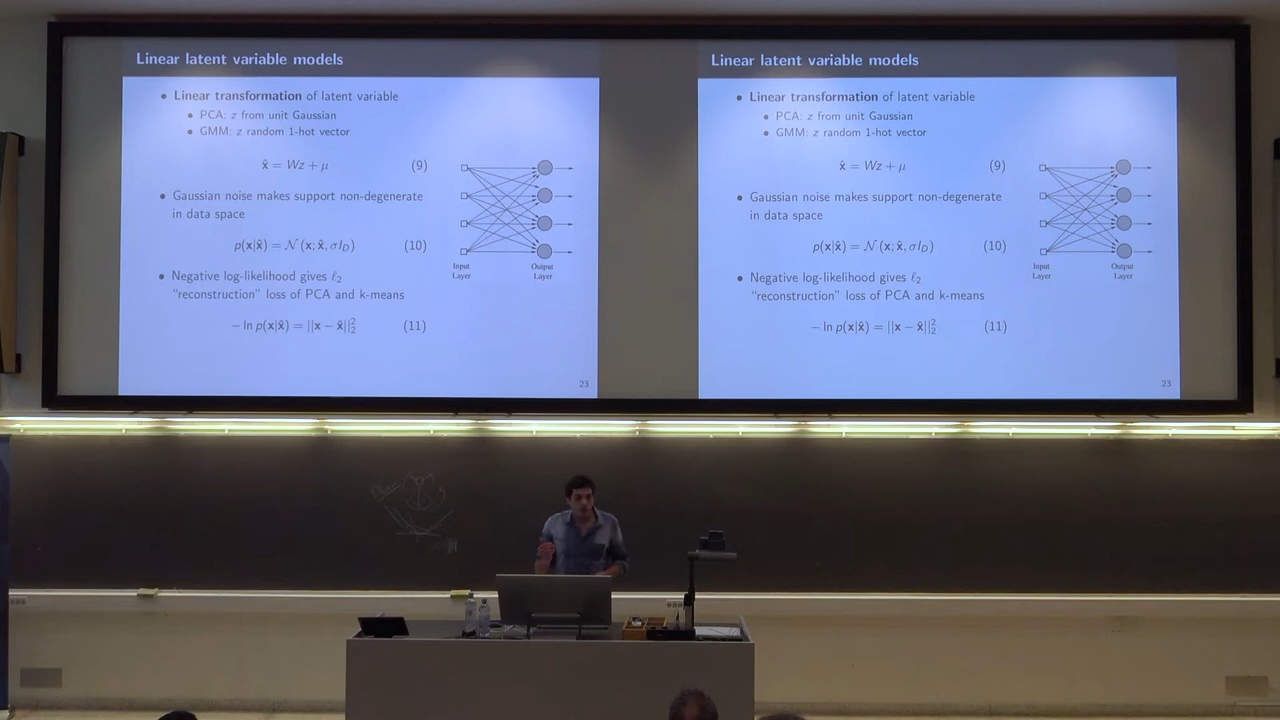 Linear latent variable models
• Linear transformation of latent variable
• PCA: z from unit Gaussian
• GMM: z random 1-hot vector
x̂ = Wz + μ (9)
• Gaussian noise makes support non-degenerate
in data space
p(x|x̂) = 𝒩 (x; x̂, σI_D) (10)
• Negative log-likelihood gives ℓ₂
“reconstruction” loss of PCA and k-means
− ln p(x|x̂) = ||x − x̂||₂² (11)
Input
Layer
Output
Layer
23
Linear latent variable models
• Linear transformation of latent variable
• PCA: z from unit Gaussian
• GMM: z random 1-hot vector
x̂ = Wz + μ (9)
• Gaussian noise makes support non-degenerate
in data space
p(x|x̂) = 𝒩 (x; x̂, σI_D) (10)
• Negative log-likelihood gives ℓ₂
“reconstruction” loss of PCA and k-means
− ln p(x|x̂) = ||x − x̂||₂² (11)
Input
Layer
Output
Layer
23